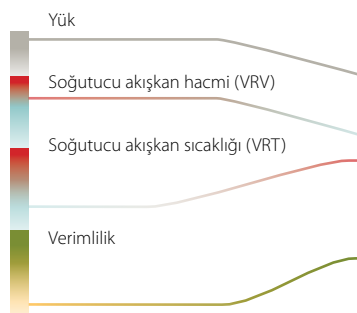 Yük
Soğutucu akışkan hacmi (VRV)
Soğutucu akışkan sıcaklığı (VRT)
Verimlilik